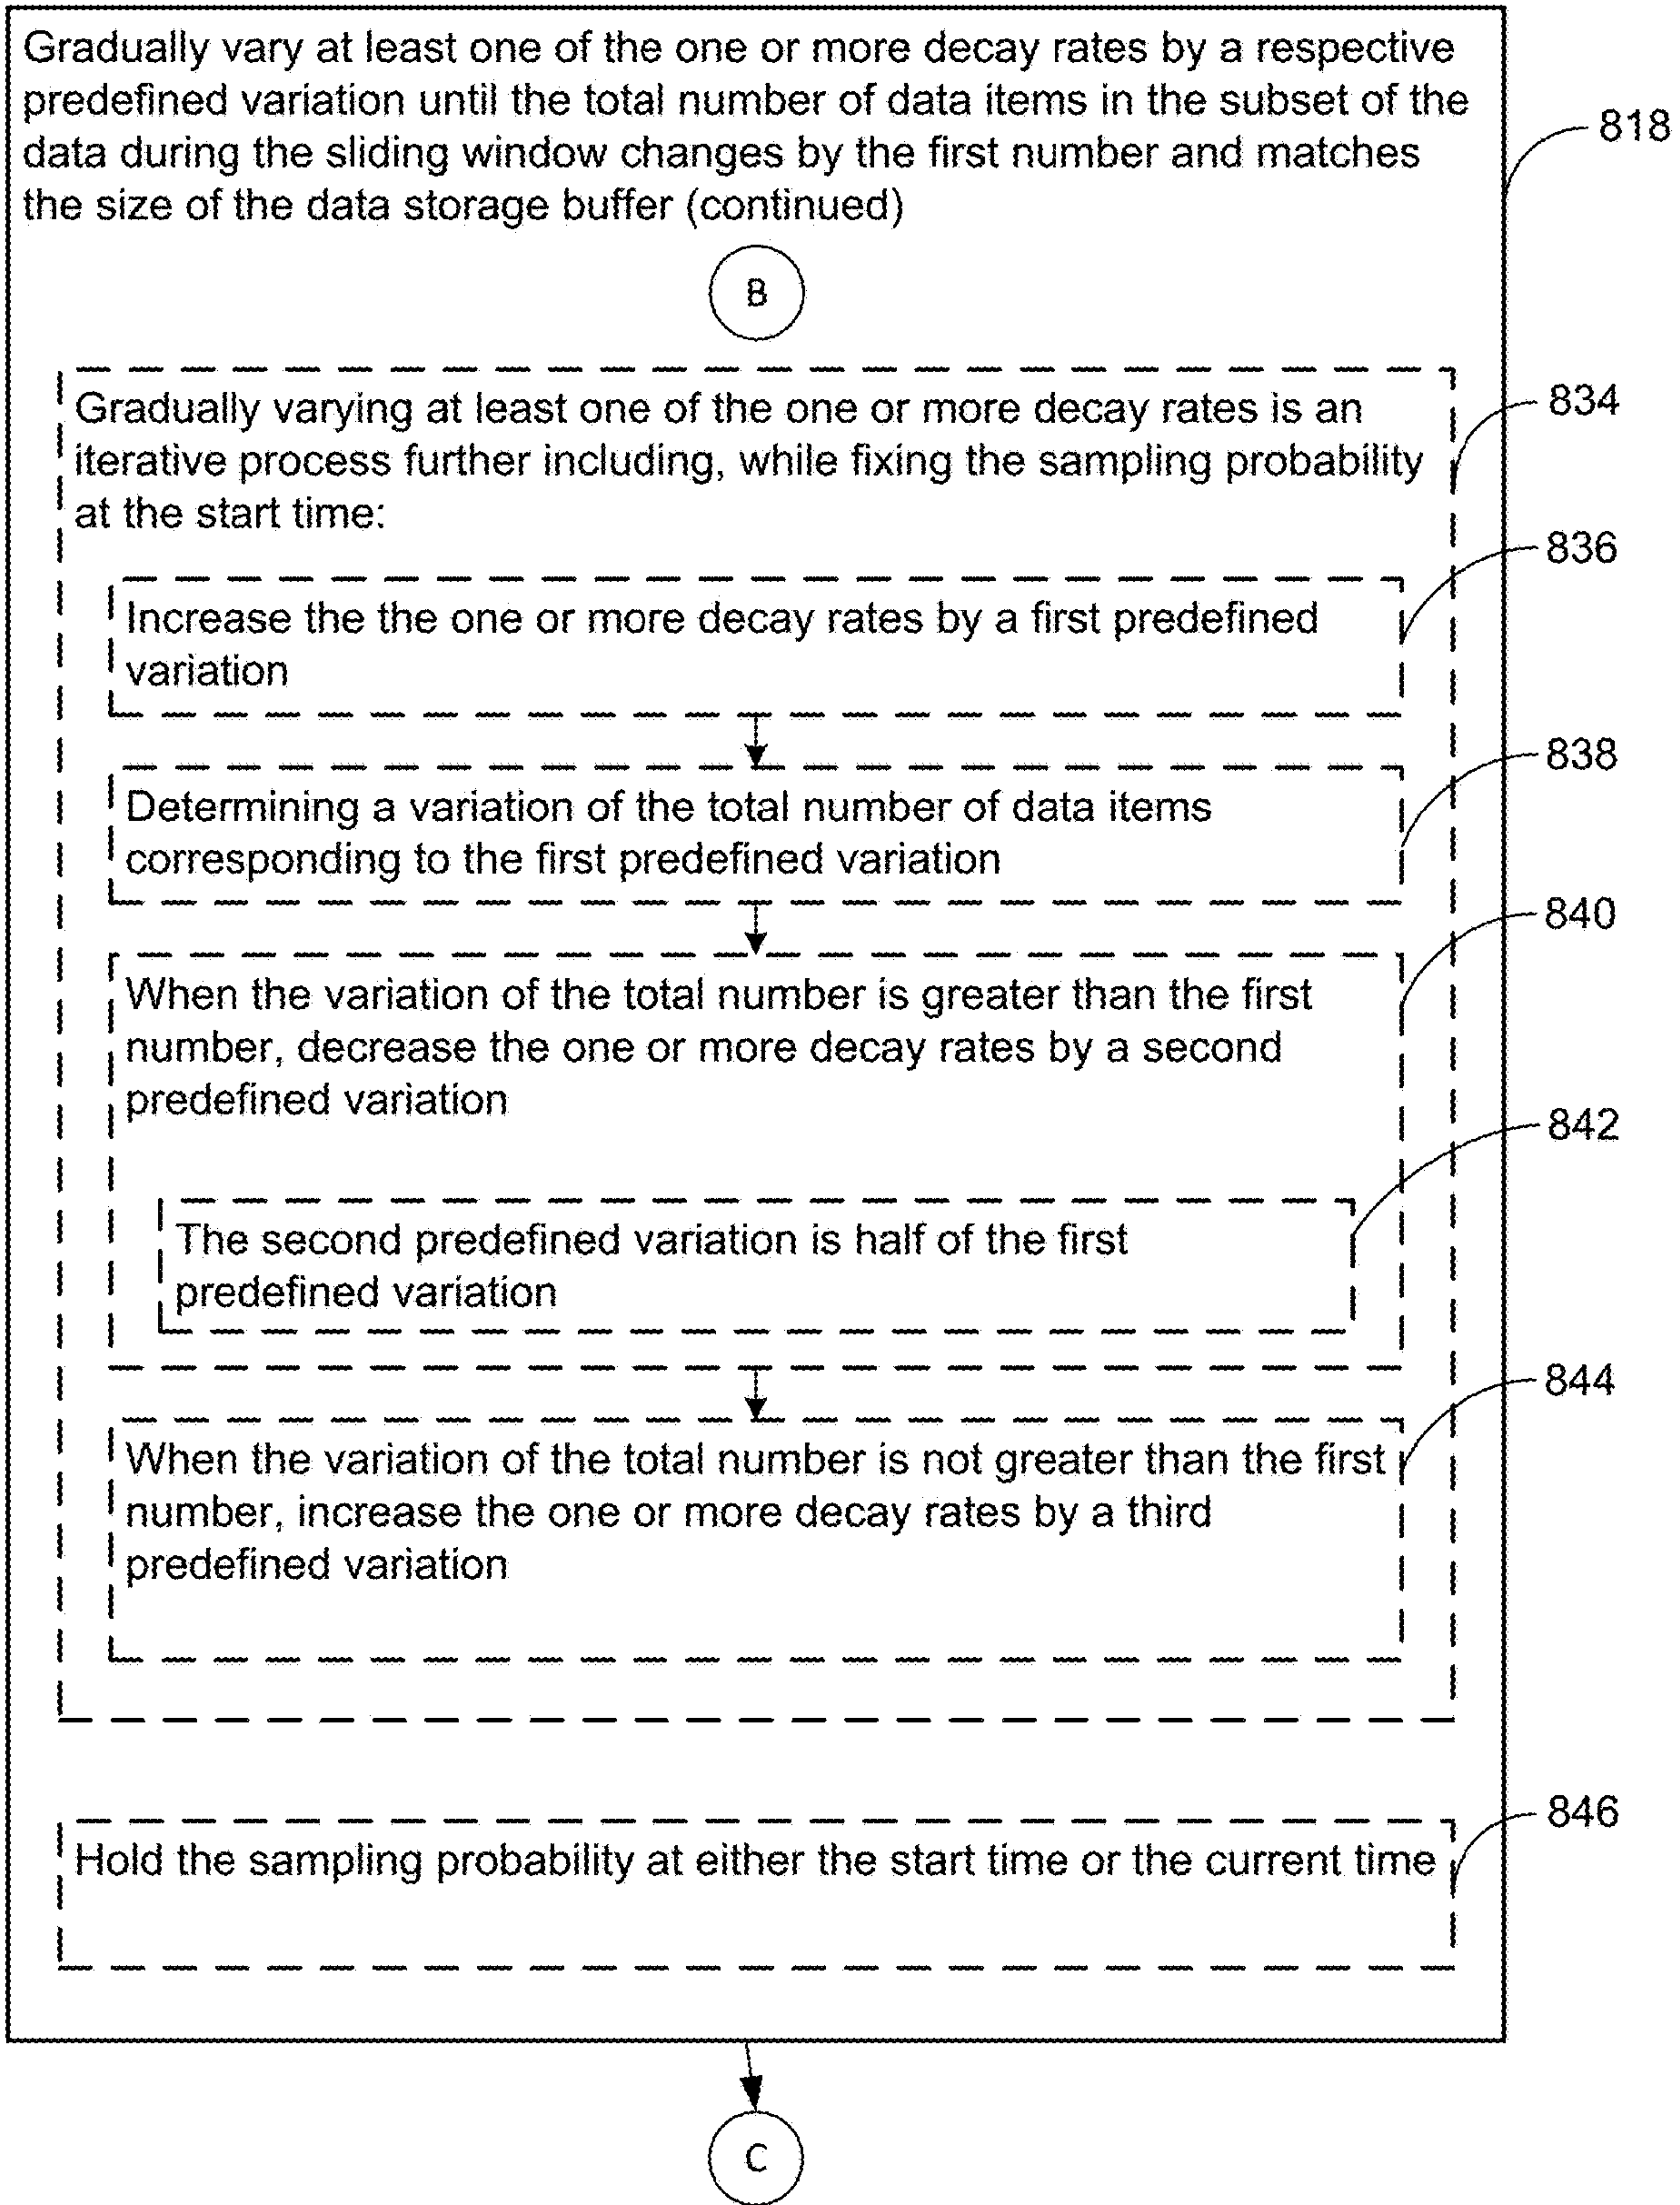 Gradually vary at least one of the one or more decay rates by a respective
predefined variation until the total number of data items in the subset of the
data during the sliding window changes by the first number and matches
the size of the data storage buffer (continued)
818
B
Gradually varying at least one of the one or more decay rates is an
iterative process further including, while fixing the sampling probability
at the start time:
834
Increase the the one or more decay rates by a first predefined
variation
836
Determining a variation of the total number of data items
corresponding to the first predefined variation
838
When the variation of the total number is greater than the first
number, decrease the one or more decay rates by a second
predefined variation
840
The second predefined variation is half of the first
predefined variation
842
When the variation of the total number is not greater than the first
number, increase the one or more decay rates by a third
predefined variation
844
Hold the sampling probability at either the start time or the current time
846
C